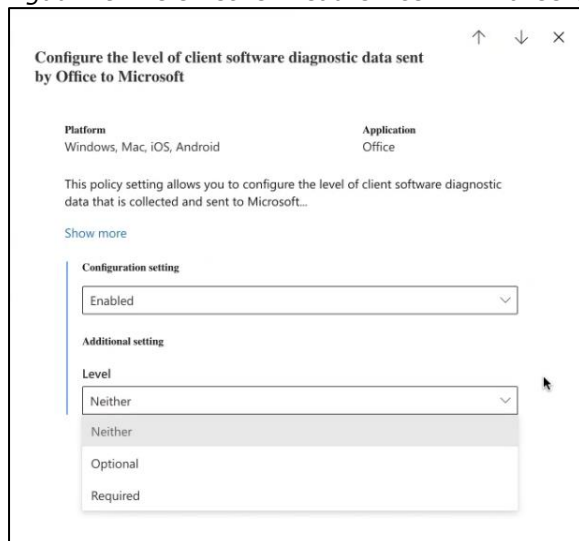 Configure the level of client software diagnostic data sent
by Office to Microsoft
Platform
Application
Windows, Mac, iOS, Android
Office
This policy setting allows you to configure the level of client software diagnostic
data that is collected and sent to Microsoft...
Show more
Configuration setting
Enabled
Additional setting
Level
Neither
Neither
Optional
Required